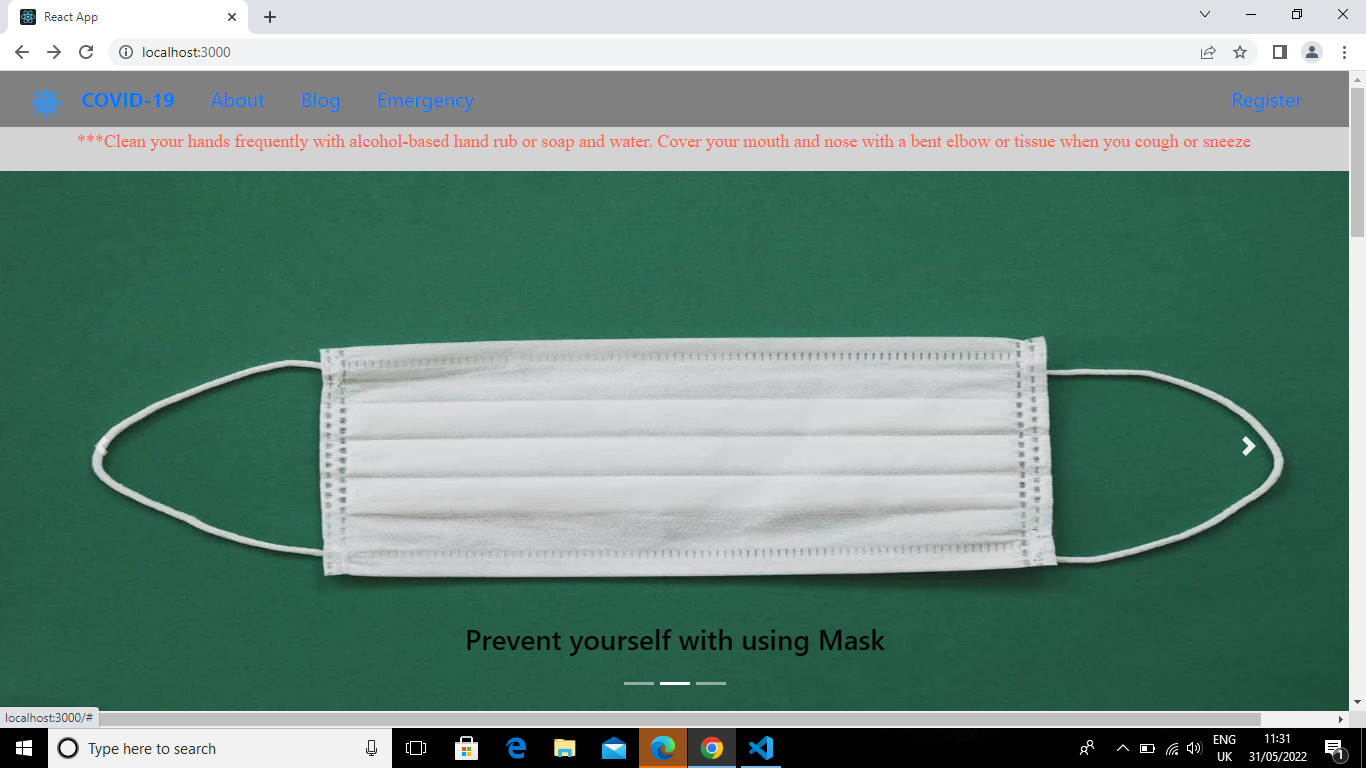 React App
localhost:3000
COVID-19 About Blog Emergency Register
***Clean your hands frequently with alcohol-based hand rub or soap and water. Cover your mouth and nose with a bent elbow or tissue when you cough or sneeze
Prevent yourself with using Mask
localhost:3000/#
Type here to search
ENG
UK
11:31
31/05/2022
1